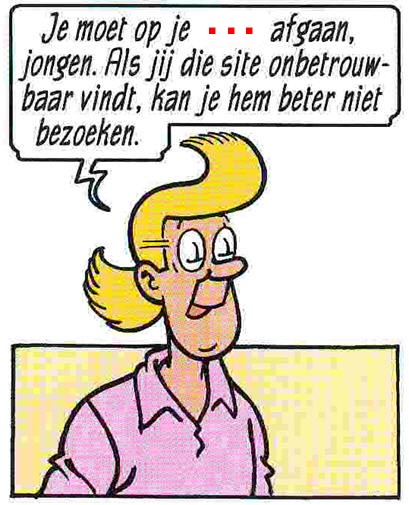 Je moet op je ... afgaan,
jongen. Als jij die site onbetrouw-
baar vindt, kan je hem beter niet
bezoeken.